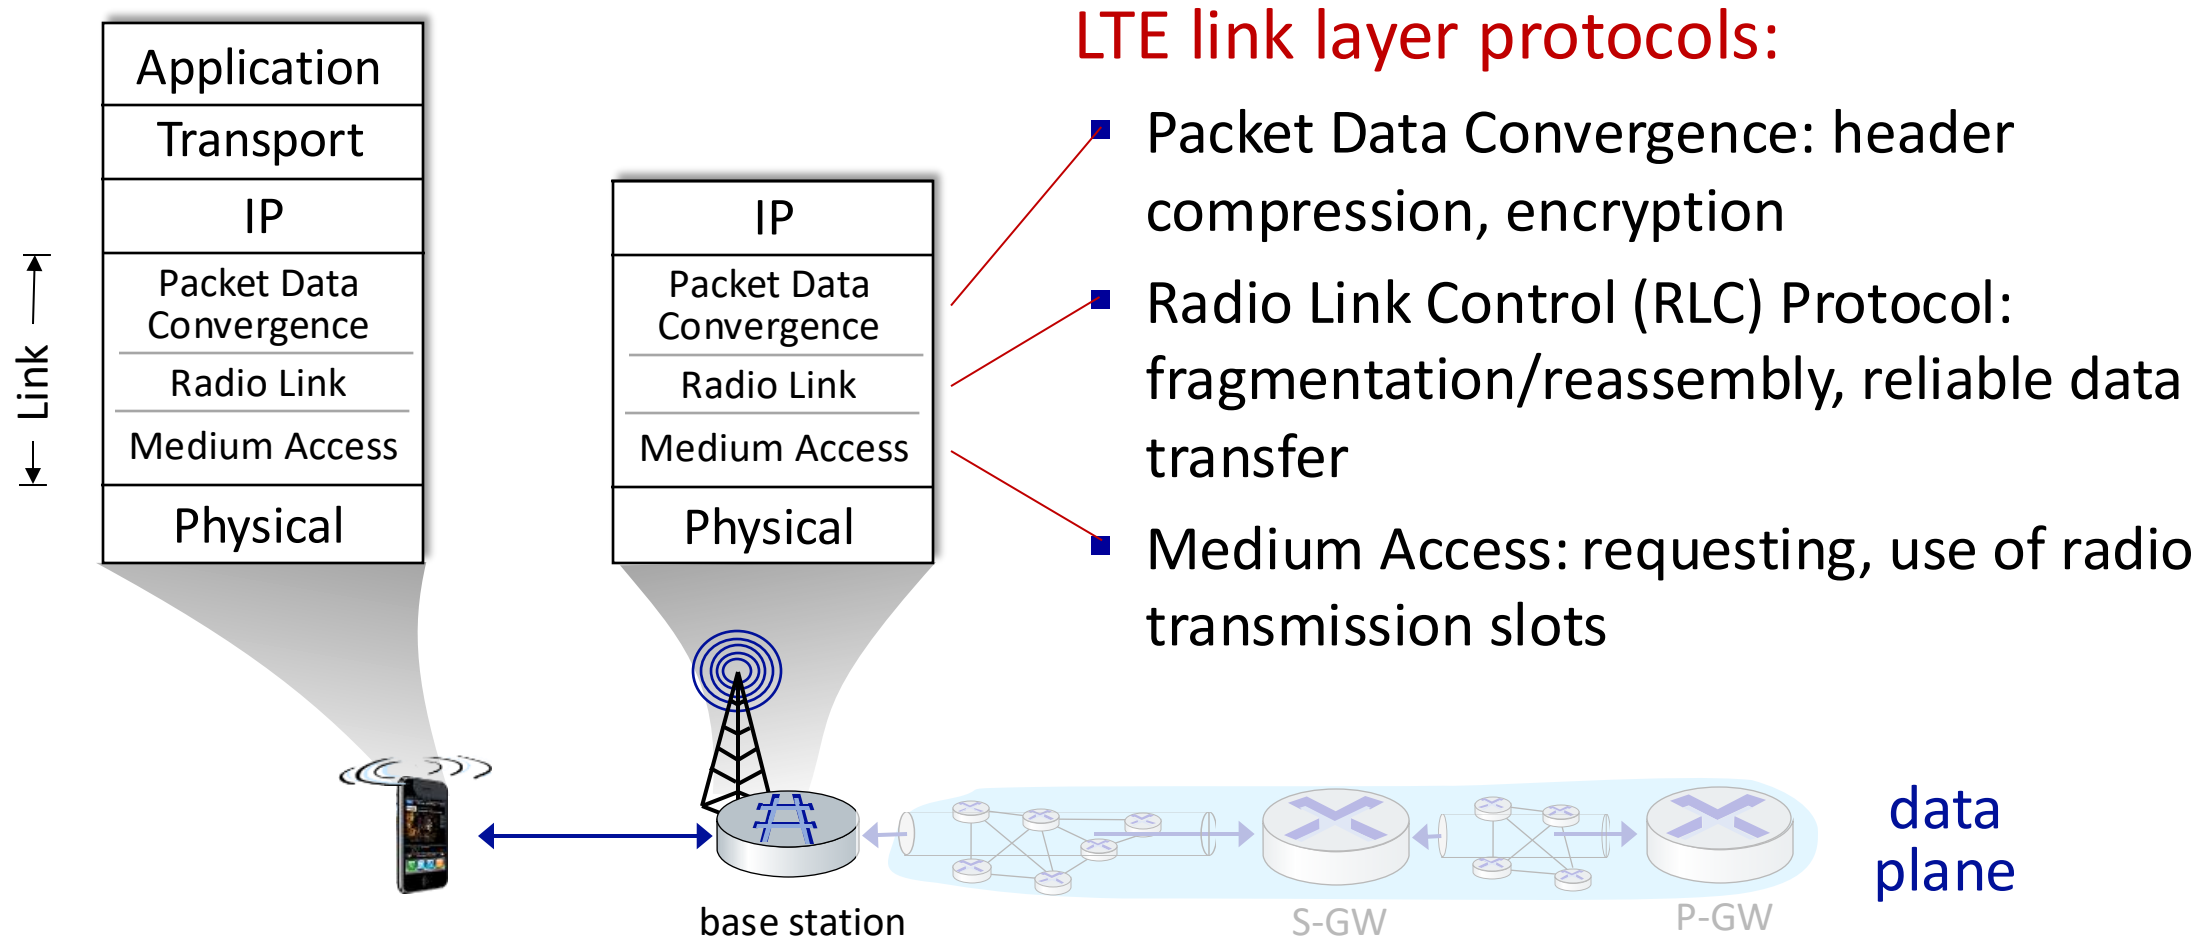 Application
Transport
IP
Packet Data
Convergence
Radio Link
Medium Access
Physical
Link
IP
Packet Data
Convergence
Radio Link
Medium Access
Physical
LTE link layer protocols:
Packet Data Convergence: header
compression, encryption
Radio Link Control (RLC) Protocol:
fragmentation/reassembly, reliable data
transfer
Medium Access: requesting, use of radio
transmission slots
base station
S-GW
P-GW
data
plane